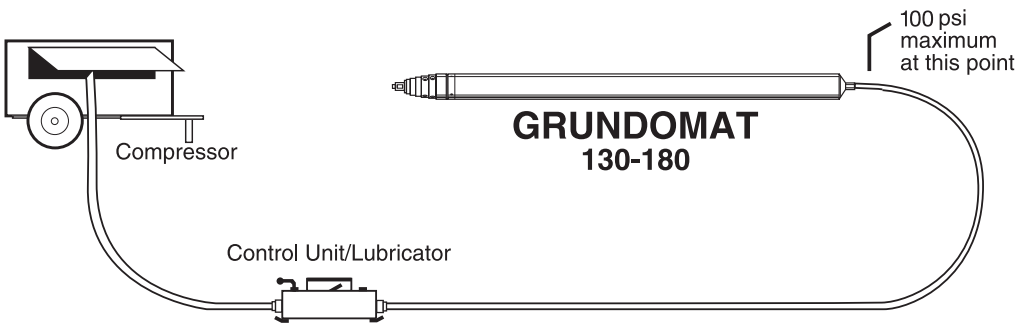 100 psi
maximum
at this point
GRUNDOMAT
130-180
Compressor
Control Unit/Lubricator